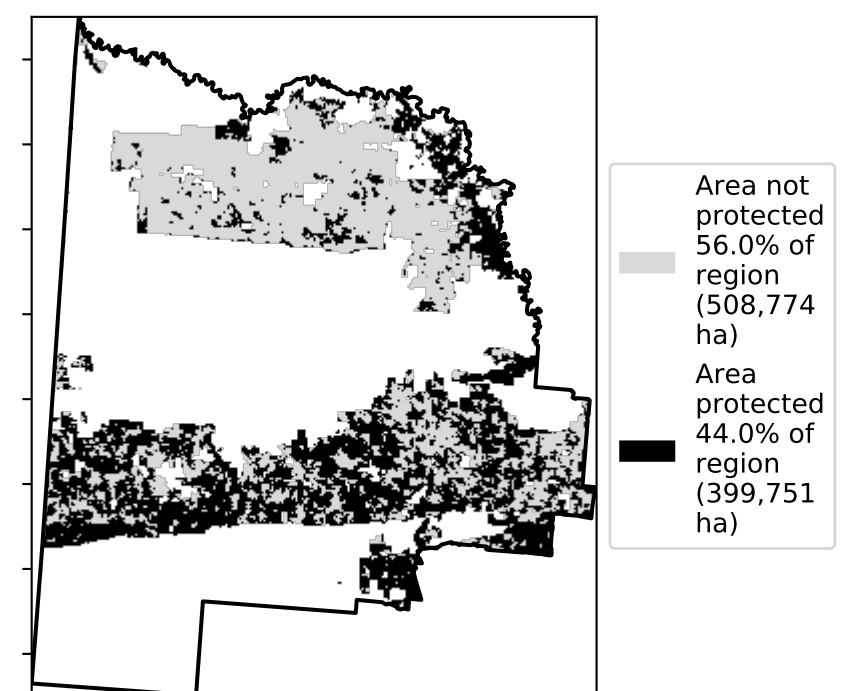 Area not
protected
56.0% of
region
(508,774
ha)
Area
protected
44.0% of
region
(399,751
ha)